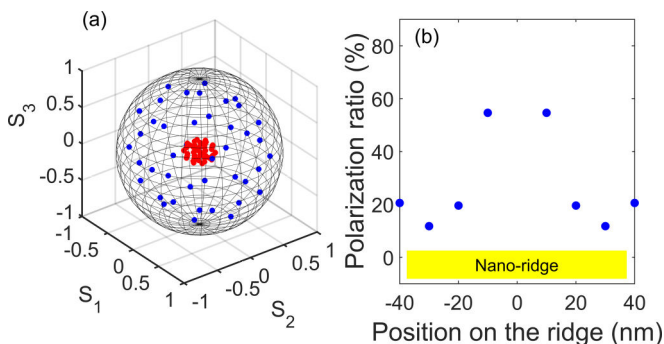 (a)
1
0.5
0
-0.5
-1
S3
-1
-0.5
0
0.5
1
S1
-1
-0.5
0
0.5
1
S2
(b)
80
60
40
20
0
Polarization ratio (%)
Nano-ridge
-40 -20 0 20 40
Position on the ridge (nm)